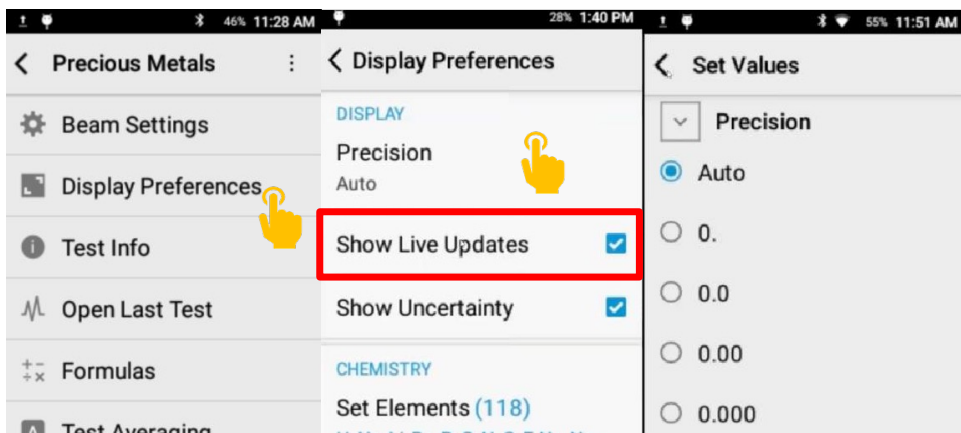 46% 11:28 AM
Precious Metals
Beam Settings
Display Preferences
Test Info
Open Last Test
Formulas
Test Averaging
28% 1:40 PM
Display Preferences
DISPLAY
Precision
Auto
Show Live Updates
Show Uncertainty
CHEMISTRY
Set Elements (118)
55% 11:51 AM
Set Values
Precision
Auto
0.
0.0
0.00
0.000